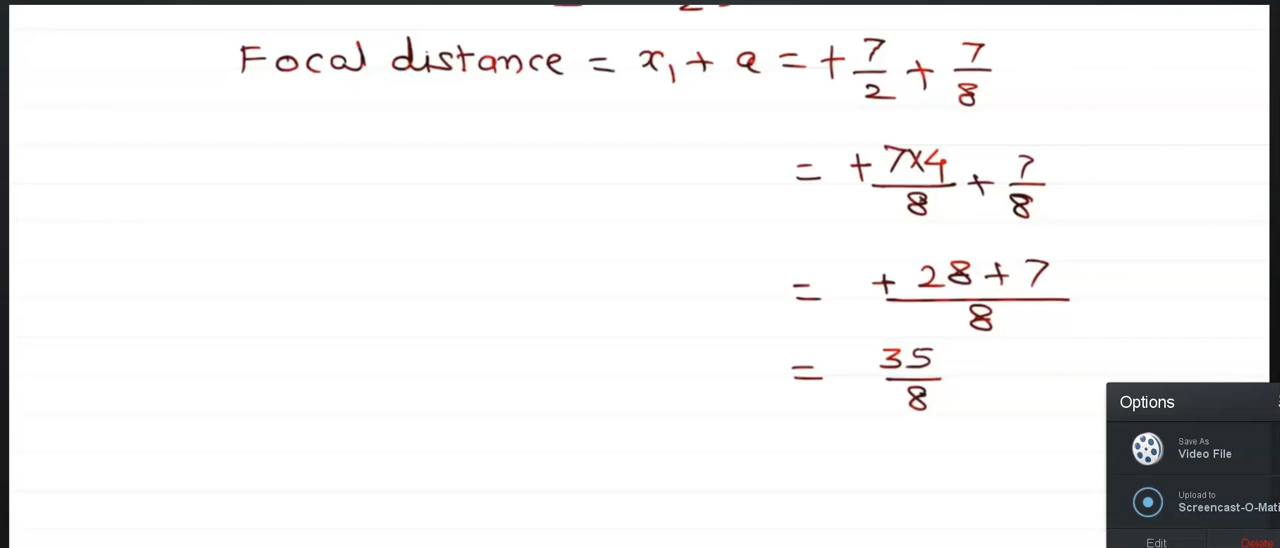 Focal distance = x₁ + a = + 7/2 + 7/8
= + 7×4/8 + 7/8
= + 28 + 7/8
= 35/8
Options
Save As
Video File
Upload to
Screencast-O-Mati
Edit Delete